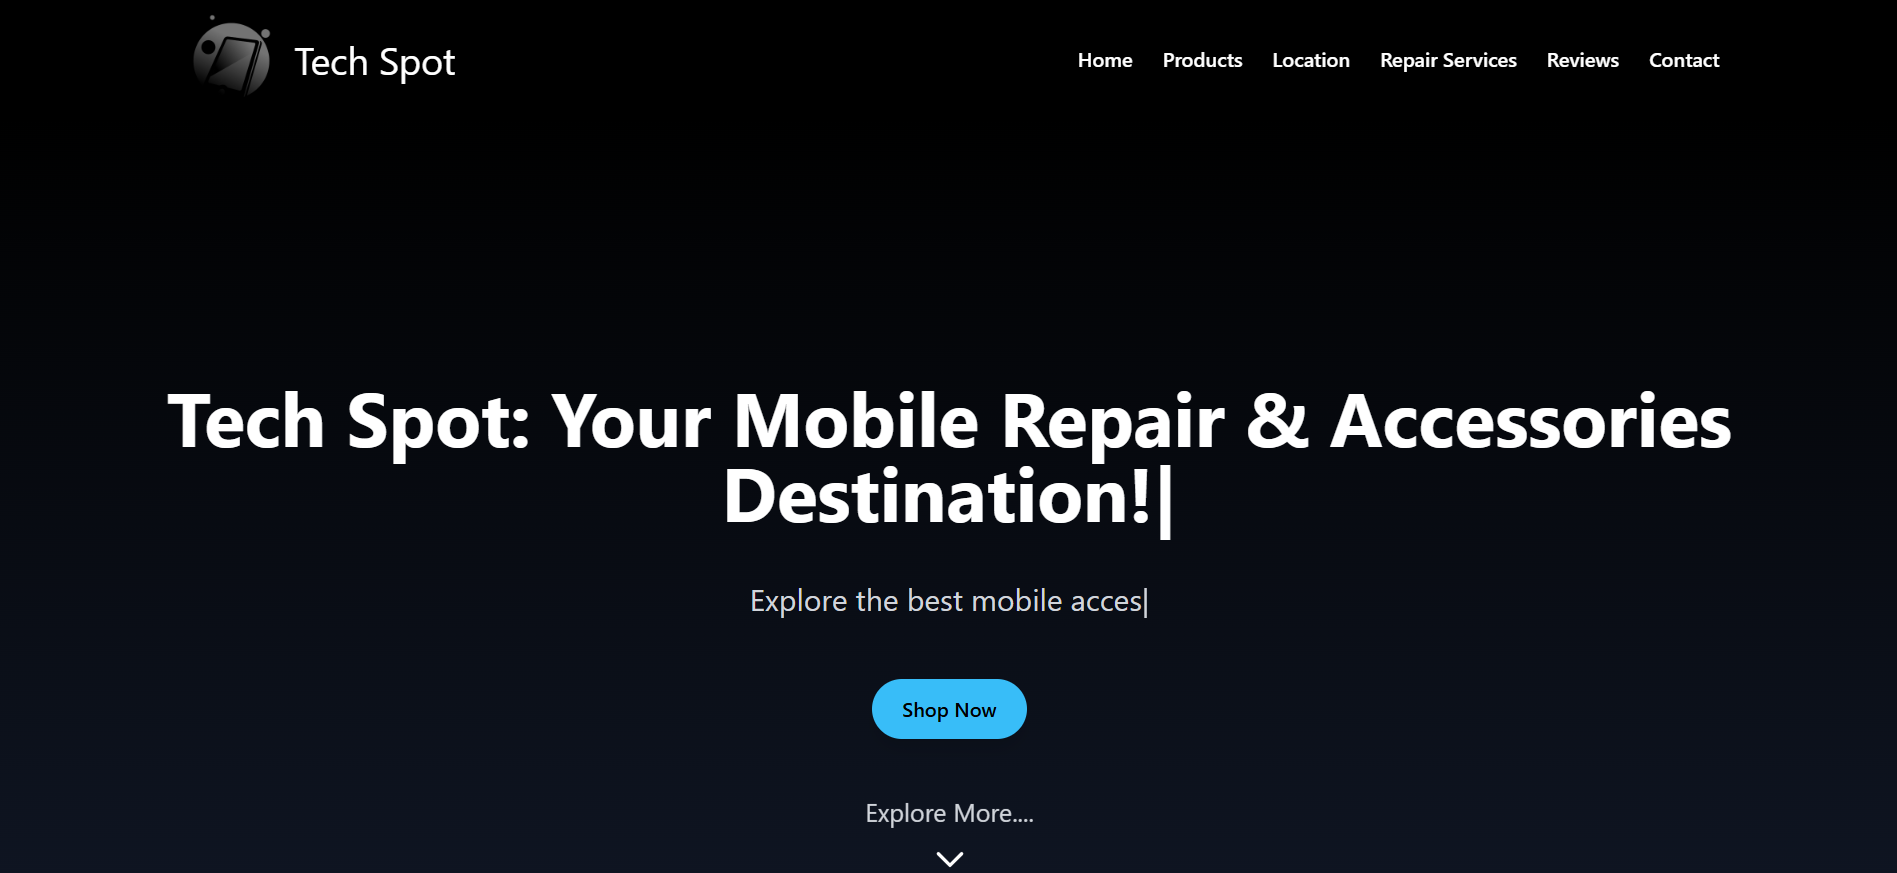 Tech Spot
Home Products Location Repair Services Reviews Contact
Tech Spot: Your Mobile Repair & Accessories
Destination!|
Explore the best mobile acces|
Shop Now
Explore More....